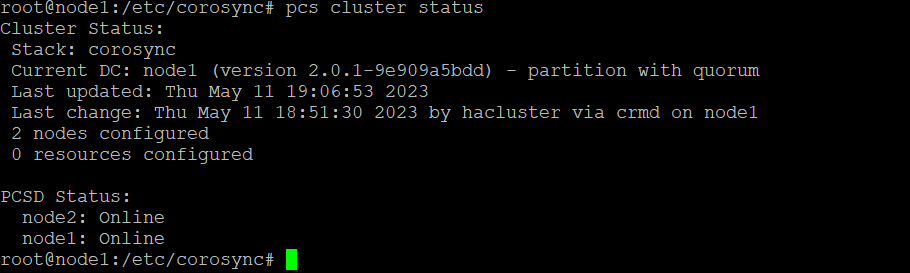 root@node1:/etc/corosync# pcs cluster status
Cluster Status:
 Stack: corosync
 Current DC: node1 (version 2.0.1-9e909a5bdd) - partition with quorum
 Last updated: Thu May 11 19:06:53 2023
 Last change: Thu May 11 18:51:30 2023 by hacluster via crmd on node1
 2 nodes configured
 0 resources configured

PCSD Status:
  node2: Online
  node1: Online
root@node1:/etc/corosync#